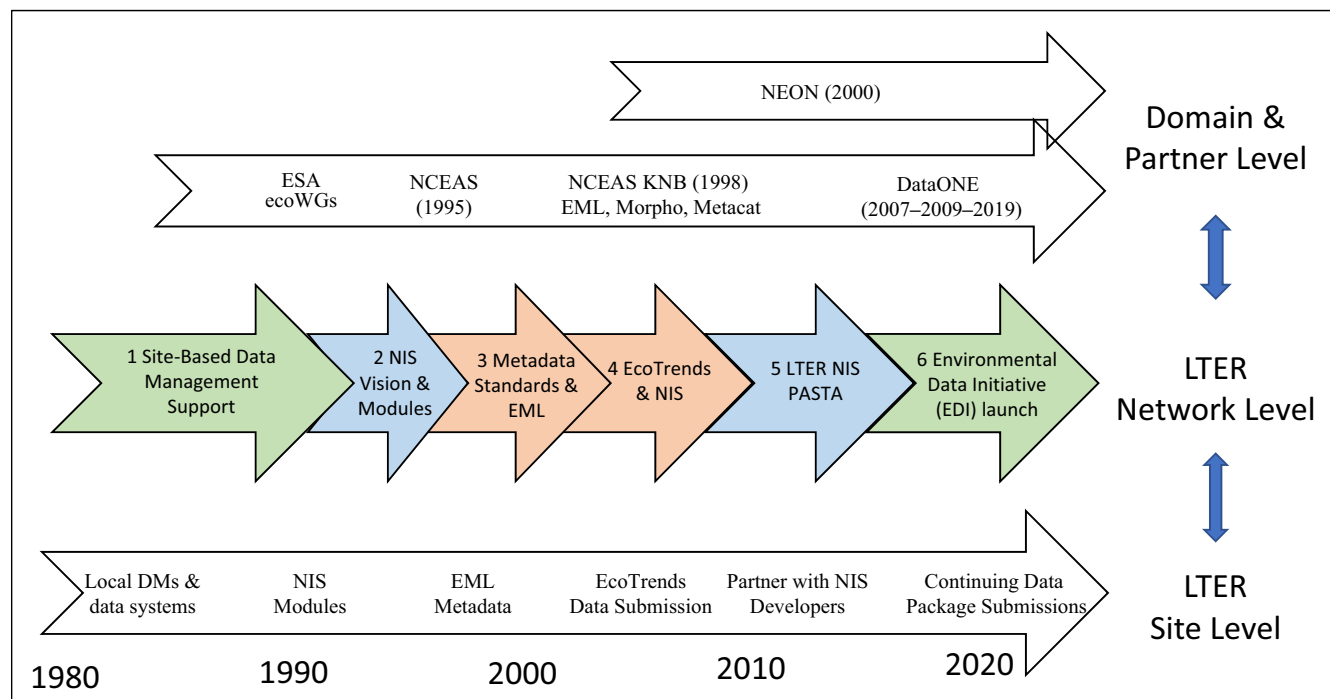 NEON (2000)
Domain &
Partner Level
ESA
ecoWGs
NCEAS
(1995)
NCEAS KNB (1998)
EML, Morpho, Metacat
DataONE
(2007–2009–2019)
1 Site-Based Data
Management
Support
2 NIS
Vision &
Modules
3 Metadata
Standards &
EML
4 EcoTrends
& NIS
5 LTER NIS
PASTA
6 Environmental
Data Initiative
(EDI) launch
LTER
Network Level
Local DMs &
data systems
NIS
Modules
EML
Metadata
EcoTrends
Data Submission
Partner with NIS
Developers
Continuing Data
Package Submissions
LTER
Site Level
1980
1990
2000
2010
2020